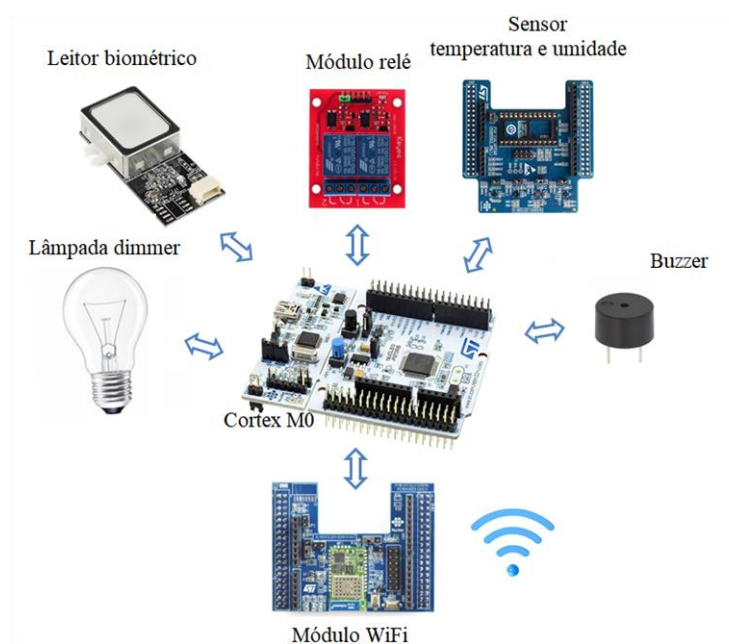 Sensor
temperatura e umidade
Leitor biométrico
Módulo relé
Lâmpada dimmer
Buzzer
Cortex M0
Módulo WiFi